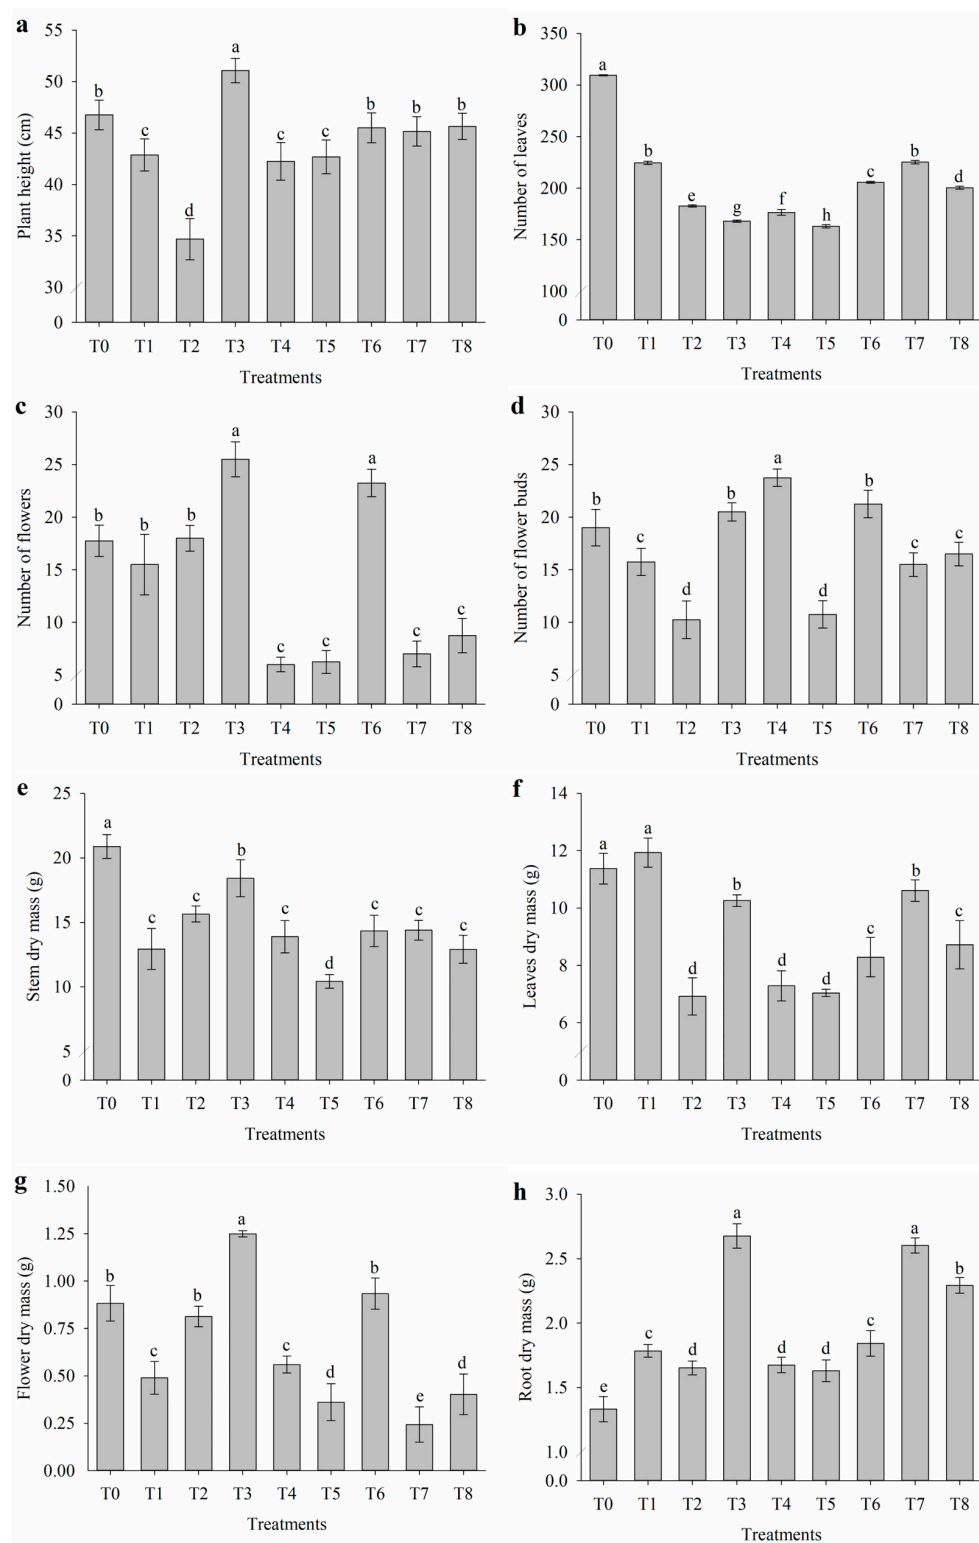 a
Plant height (cm)
55
50
45
40
35
30
0
b
c
d
a
c
c
b
b
b
T0 T1 T2 T3 T4 T5 T6 T7 T8
Treatments
b
Number of leaves
350
300
250
200
150
100
0
a
b
e
g
f
h
c
b
d
T0 T1 T2 T3 T4 T5 T6 T7 T8
Treatments
c
Number of flowers
30
25
20
15
10
5
0
b
b
b
a
c
c
a
c
c
T0 T1 T2 T3 T4 T5 T6 T7 T8
Treatments
d
Number of flower buds
30
25
20
15
10
5
0
b
c
d
b
a
d
b
c
c
T0 T1 T2 T3 T4 T5 T6 T7 T8
Treatments
e
Stem dry mass (g)
25
20
15
10
5
0
a
c
c
b
c
d
c
c
c
T0 T1 T2 T3 T4 T5 T6 T7 T8
Treatments
f
Leaves dry mass (g)
14
12
10
8
6
0
a
a
d
b
d
d
c
b
c
T0 T1 T2 T3 T4 T5 T6 T7 T8
Treatments
g
Flower dry mass (g)
1.50
1.25
1.00
0.75
0.50
0.25
0.00
b
c
b
a
c
d
b
e
d
T0 T1 T2 T3 T4 T5 T6 T7 T8
Treatments
h
Root dry mass (g)
3.0
2.5
2.0
1.5
1.0
0.0
e
c
d
a
d
d
c
a
b
T0 T1 T2 T3 T4 T5 T6 T7 T8
Treatments